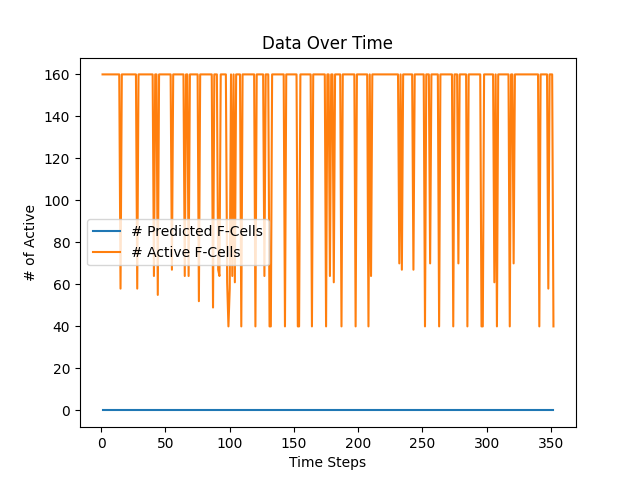 Data Over Time
160
140
120
100
80
60
40
20
0
# of Active
# Predicted F-Cells
# Active F-Cells
0 50 100 150 200 250 300 350
Time Steps